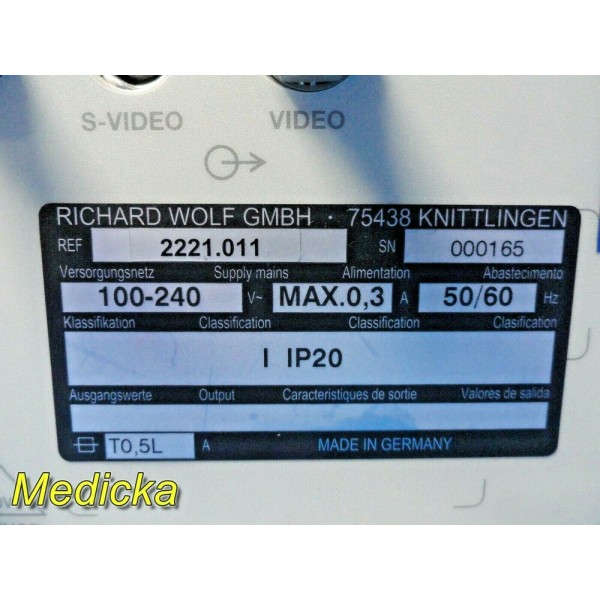 S-VIDEO VIDEO
RICHARD WOLF GMBH · 75438 KNITTLINGEN
REF 2221.011 SN 000165
Versorgungsnetz Supply mains Alimentation Abastecimento
100-240 V~ MAX.0,3 A 50/60 Hz
Klassifikation Classification Classification Clasification
I IP20
Ausgangswerte Output Caracteristiques de sortie Valores de salida
T0,5L A MADE IN GERMANY
Medicka